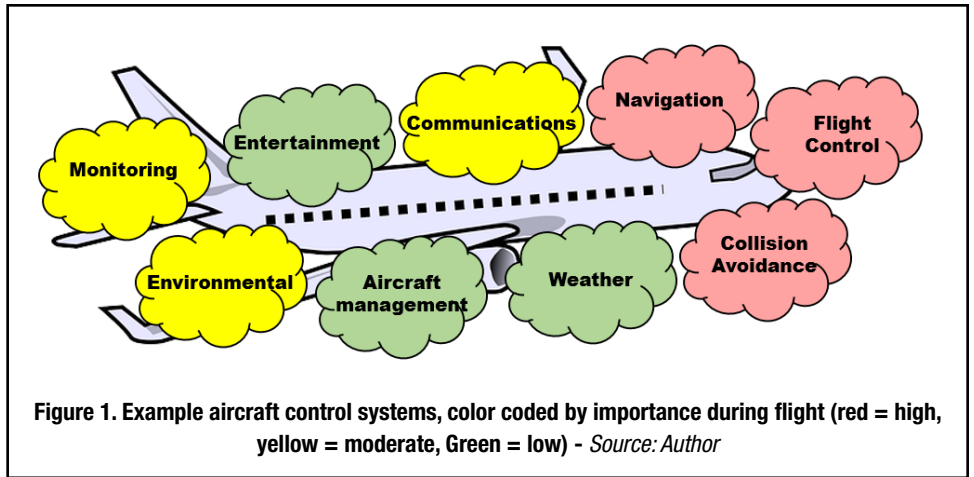 Monitoring
Entertainment
Communications
Navigation
Flight
Control
Environmental
Aircraft
management
Weather
Collision
Avoidance
Figure 1. Example aircraft control systems, color coded by importance during flight (red = high,
yellow = moderate, Green = low) - Source: Author